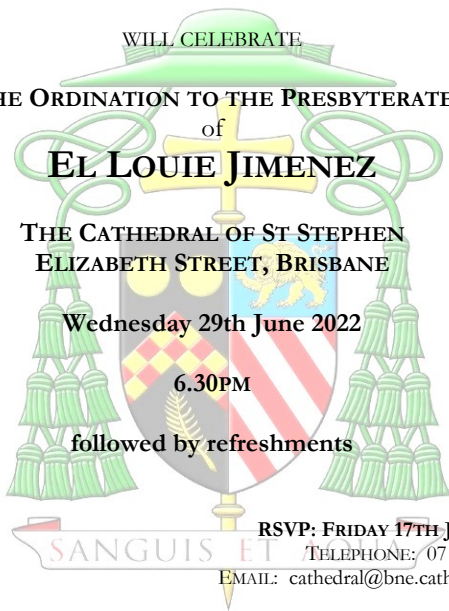 WILL CELEBRATE
HE ORDINATION TO THE PRESBYTERATE
of
EL LOUIE JIMENEZ
THE CATHEDRAL OF ST STEPHEN
ELIZABETH STREET, BRISBANE
Wednesday 29th June 2022
6.30PM
followed by refreshments
RSVP: FRIDAY 17TH J
TELEPHONE: 07
EMAIL: cathedral@bne.cath
SANGUIS ET AQUA